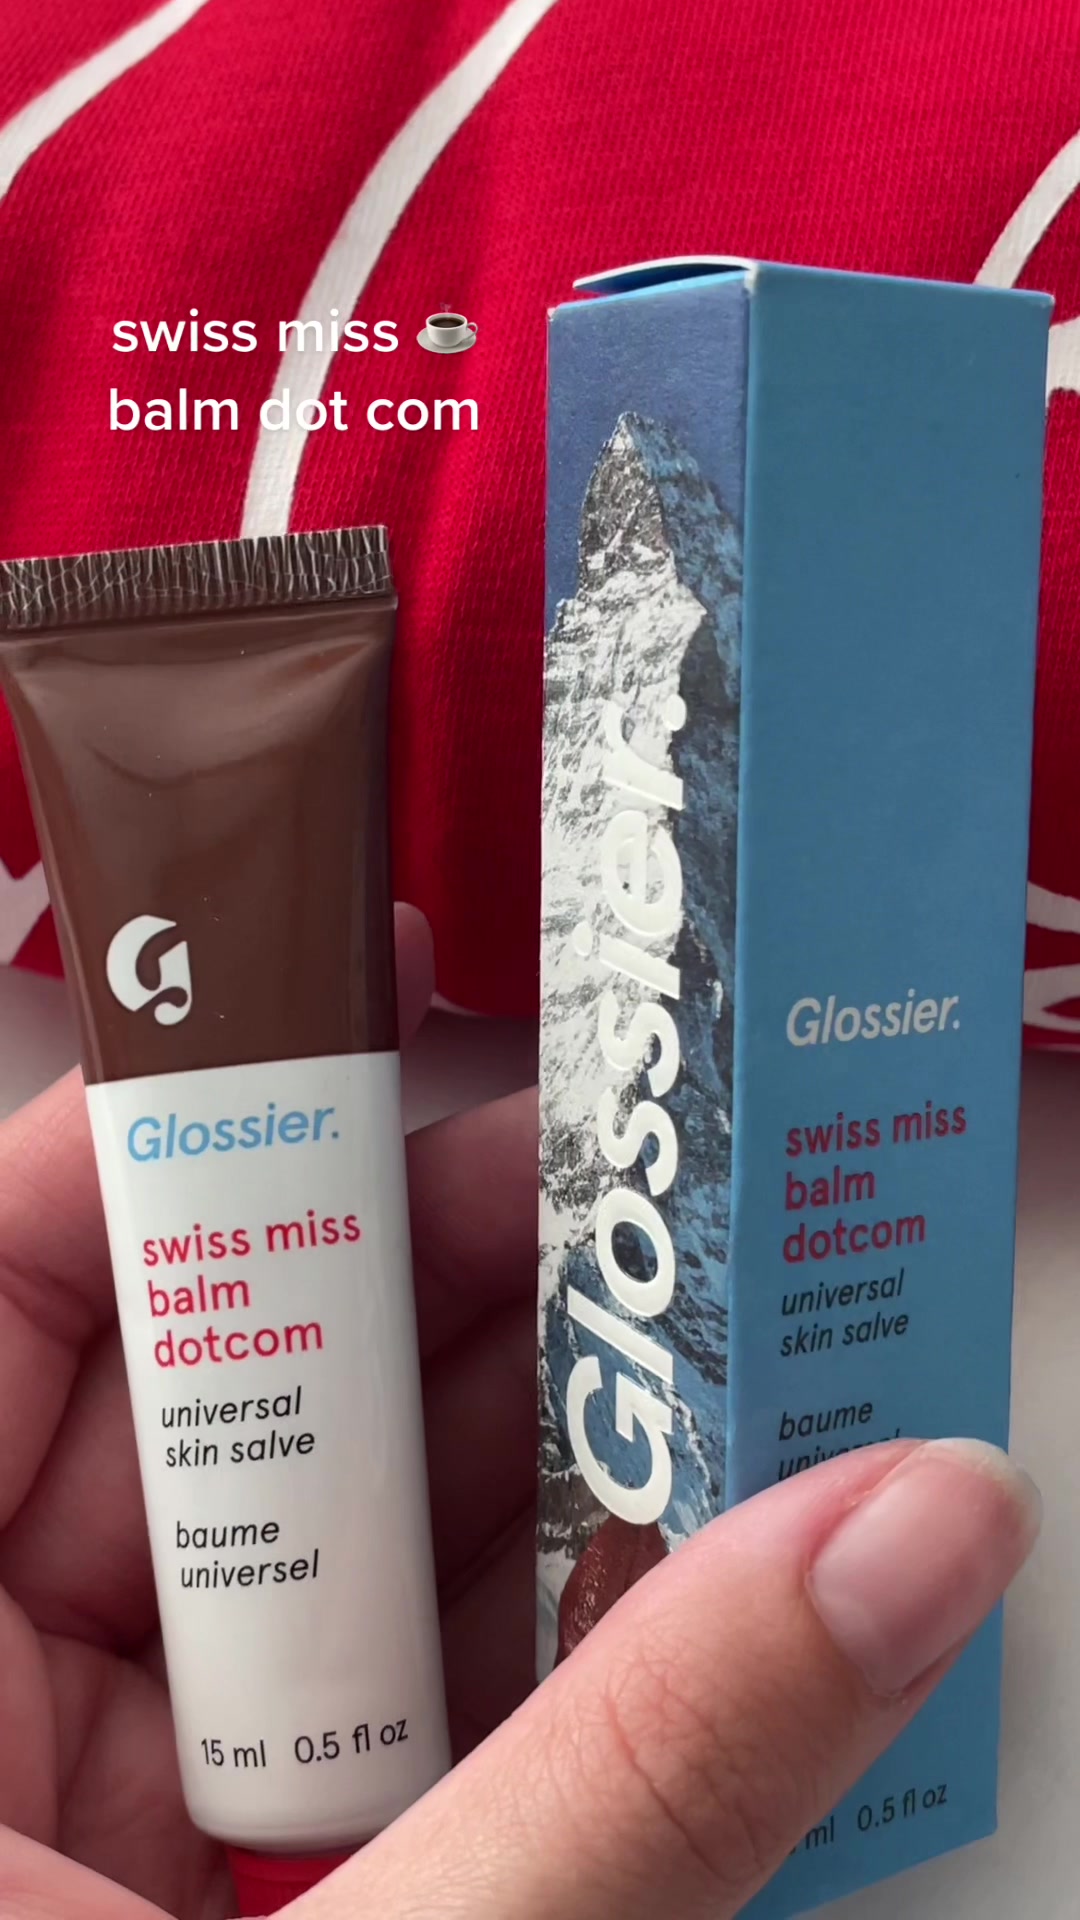 swiss miss ☕
balm dot com
G
Glossier.
swiss miss
balm
dotcom
universal
skin salve
baume
universel
15 ml 0.5 fl oz
Glossier.
Glossier.
swiss miss
balm
dotcom
universal
skin salve
baume
ml 0.5 fl oz